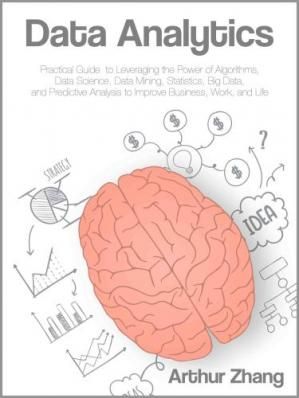 Data Analytics
Practical Guide to Leveraging the Power of Algorithms,
Data Science, Data Mining, Statistics, Big Data,
and Predictive Analysis to Improve Business, Work, and Life
$
$
$
$
?
STRATEGY
IDEA
IDEAS
Arthur Zhang